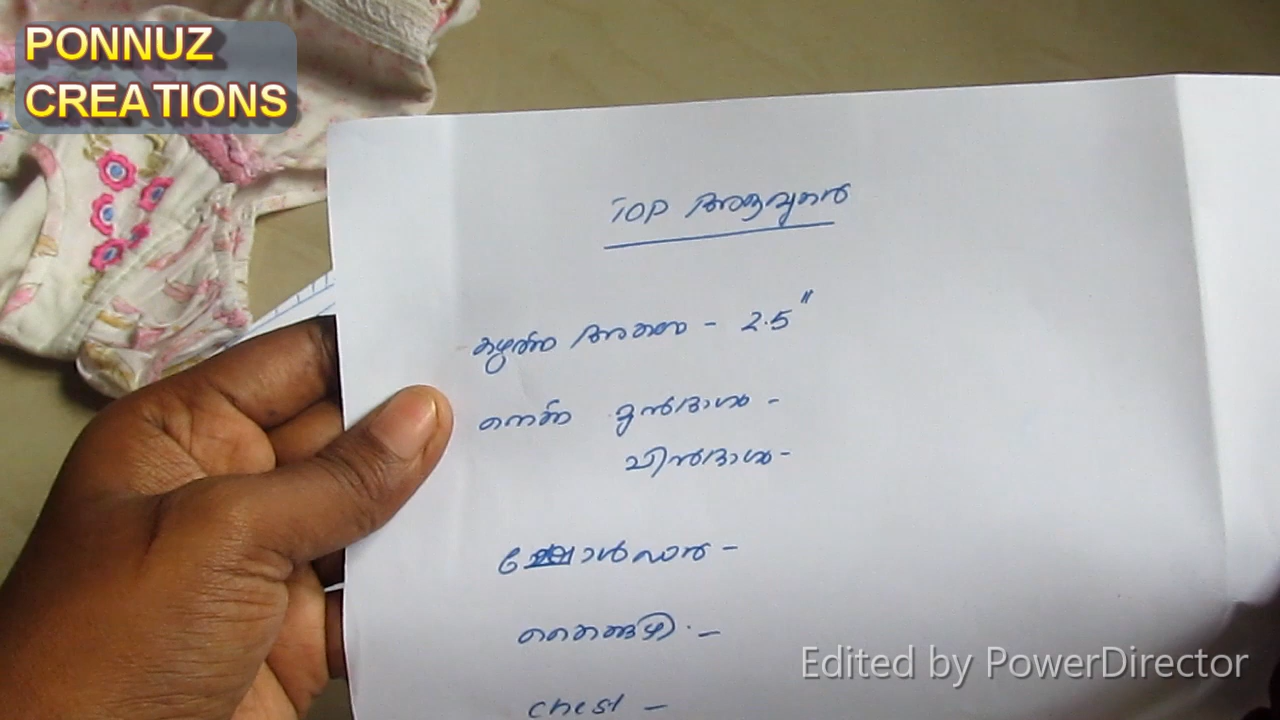 PONNUZ
CREATIONS
TOP അളവുകൾ
കഴുത്ത് അകലം - 2.5"
നെക്ക് മുൻഭാഗം -
പിൻഭാഗം -
ഷോൾഡർ -
കൈക്കുഴി -
chest -
Edited by PowerDirector